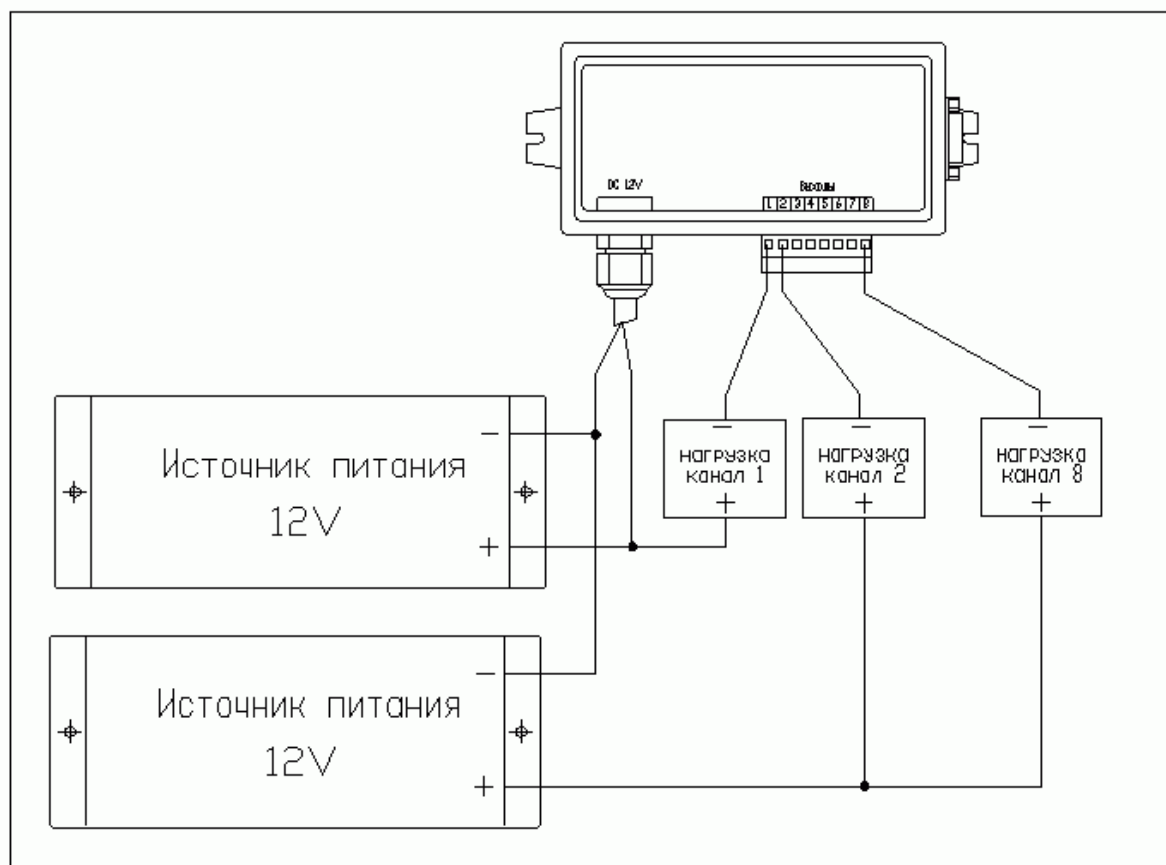 DC 12V
Выходы
1 2 3 4 5 6 7 8
Источник питания
12V
-
+
-
нагрузка
канал 1
+
-
нагрузка
канал 2
+
-
нагрузка
канал 8
+
Источник питания
12V
-
+